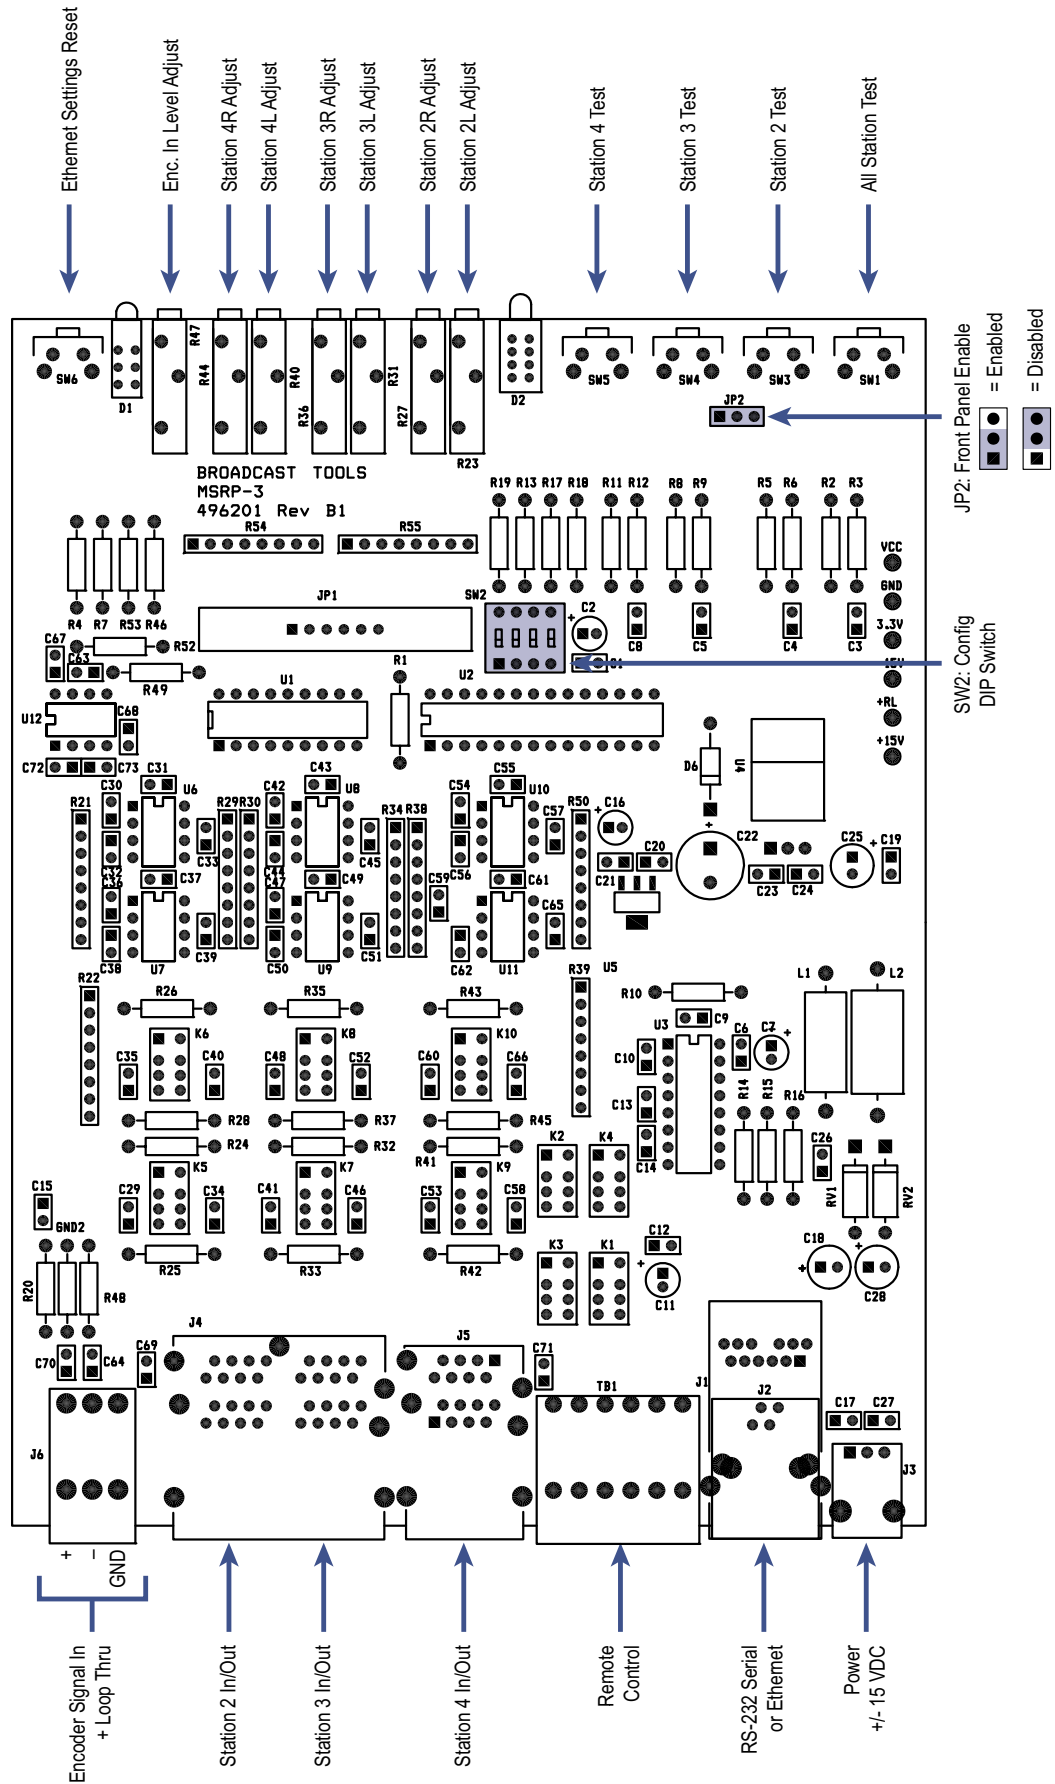 Ethernet Settings Reset
Enc. In Level Adjust
Station 4R Adjust
Station 4L Adjust
Station 3R Adjust
Station 3L Adjust
Station 2R Adjust
Station 2L Adjust
Station 4 Test
Station 3 Test
Station 2 Test
All Station Test
JP2: Front Panel Enable
= Enabled
= Disabled
SW6
D1
R47
R44
R40
R36
R31
R27
R23
D2
SW5
SW4
SW3
SW1
JP2
BROADCAST TOOLS
MSRP-3
496201 Rev B1
R54
R55
R19
R13
R17
R18
R11
R12
R8
R9
R5
R6
R2
R3
VCC
GND
3.3V
-15V
+RL
+15V
SW2: Config
DIP Switch
R4
R7
R53
R46
JP1
SW2
+
C2
C8
C5
C4
C3
C67
C63
R52
R49
R1
U1
U2
U12
C68
C72
C73
C31
C43
C55
D6
U4
R21
C30
U6
R29
R30
C42
U8
R34
R38
C54
U10
C57
R50
+
C16
+
C22
C25
+
C19
C33
C45
C56
C20
C21
C23
C24
C32
C36
C37
C44
C47
C49
C59
C61
C65
C38
U7
C39
C50
U9
C51
C62
U11
R22
R26
R35
R43
R39
U5
R10
L1
L2
K6
K8
K10
U3
C9
C6
C7
+
C35
C40
C48
C52
C60
C66
C10
C13
C14
R14
R15
R16
R28
R37
R45
R24
R32
R41
K2
K4
C26
RV1
RV2
K5
K7
K9
C15
C29
C34
C41
C46
C53
C58
GND2
C12
C18
+
+
C28
R20
R48
R25
R33
R42
K3
K1
+
C11
J4
J5
C70
C64
C69
C71
J1
J2
TB1
C17
C27
J6
J3
+
–
GND
Encoder Signal In
+ Loop Thru
Station 2 In/Out
Station 3 In/Out
Station 4 In/Out
Remote
Control
RS-232 Serial
or Ethernet
Power
+/- 15 VDC